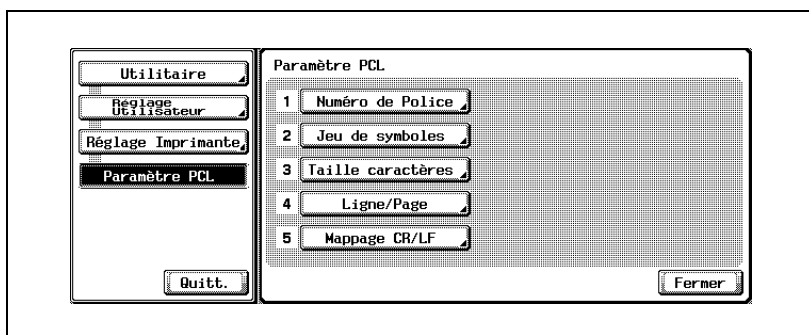 Utilitaire
Réglage
Utilisateur
Réglage Imprimante
Paramètre PCL
Quitt.
Paramètre PCL
1 Numéro de Police
2 Jeu de symboles
3 Taille caractères
4 Ligne/Page
5 Mappage CR/LF
Fermer